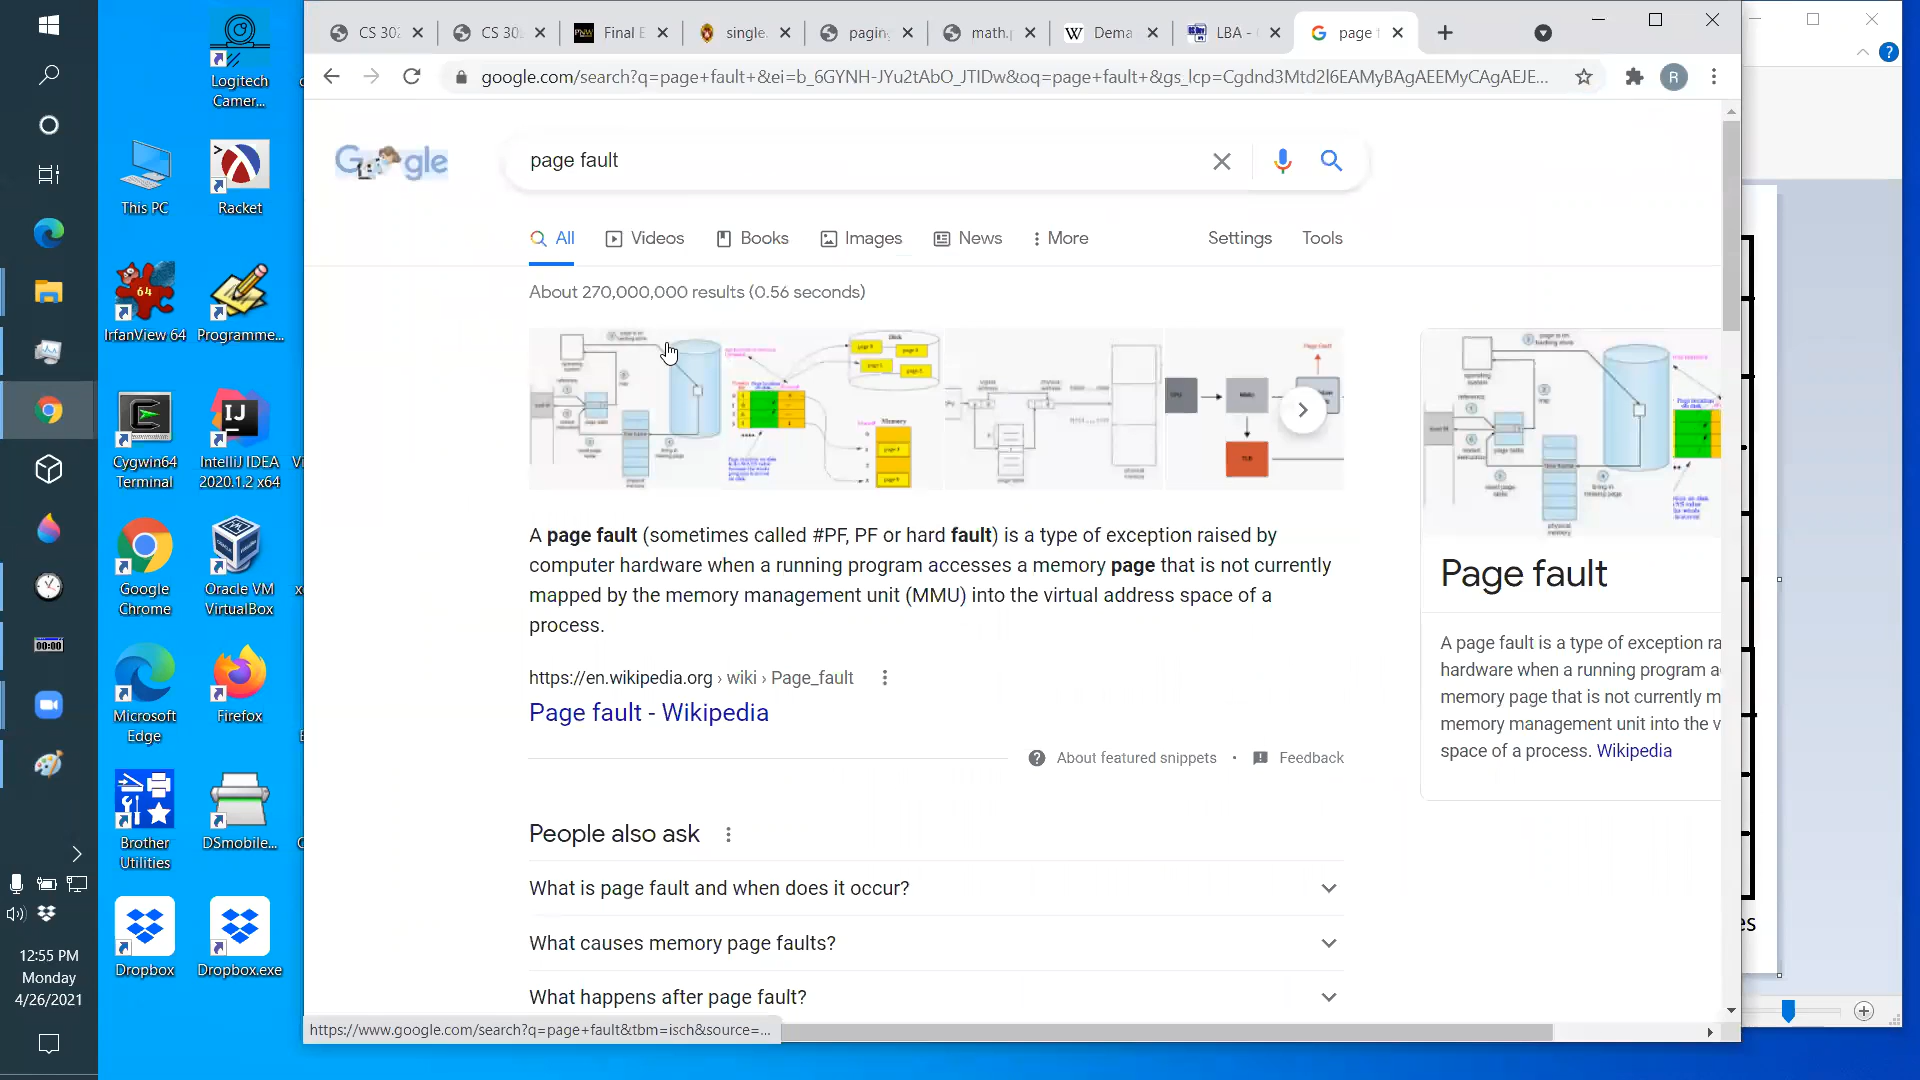 CS 302
CS 30
Final E
single.
paging
math.p
Dema
LBA -
page f
google.com/search?q=page+fault+&ei=b_6GYNH-JYu2tAbO_JTIDw&oq=page+fault+&gs_lcp=Cgdnd3Mtd2l6EAMyBAgAEEMyCAgAEJE...
R
Google
page fault
All
Videos
Books
Images
News
More
Settings
Tools
About 270,000,000 results (0.56 seconds)
A page fault (sometimes called #PF, PF or hard fault) is a type of exception raised by
computer hardware when a running program accesses a memory page that is not currently
mapped by the memory management unit (MMU) into the virtual address space of a
process.
https://en.wikipedia.org › wiki › Page_fault
Page fault - Wikipedia
About featured snippets
•
Feedback
People also ask
What is page fault and when does it occur?
What causes memory page faults?
What happens after page fault?
https://www.google.com/search?q=page+fault&tbm=isch&source=...
Page fault
A page fault is a type of exception ra
hardware when a running program a
memory page that is not currently m
memory management unit into the v
space of a process. Wikipedia
Logitech
Camer...
This PC
Racket
IrfanView 64
Programme...
Cygwin64
Terminal
IntelliJ IDEA
2020.1.2 x64
Google
Chrome
Oracle VM
VirtualBox
Microsoft
Edge
Firefox
Brother
Utilities
DSmobile...
Dropbox
Dropbox.exe
64
IJ
00:00
12:55 PM
Monday
4/26/2021
es